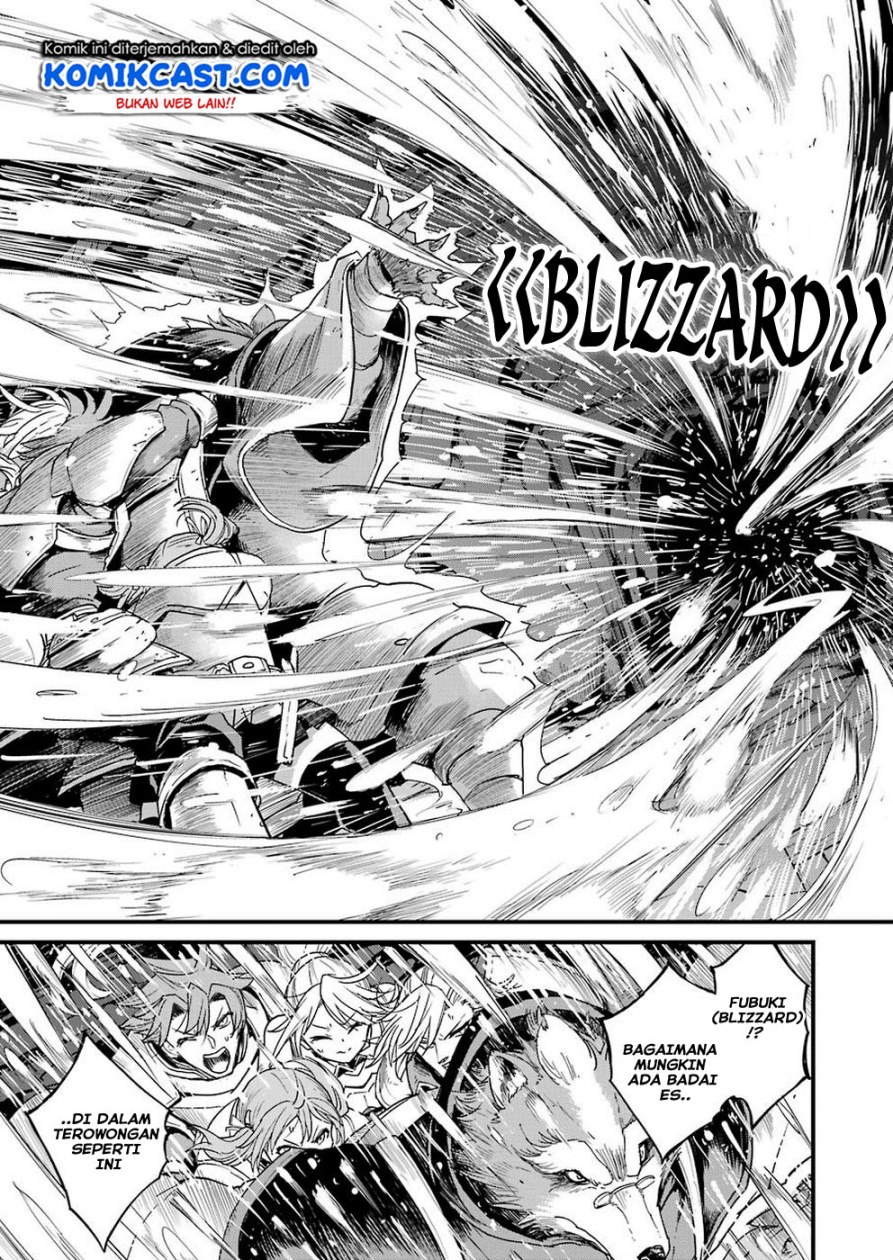 Komik ini diterjemahkan & diedit oleh
KOMIKCAST.COM
BUKAN WEB LAIN!!
《BLIZZARD》
FUBUKI
(BLIZZARD)
!?
BAGAIMANA
MUNGKIN
ADA BADAI
ES..
..DI DALAM
TEROWONGAN
SEPERTI
INI